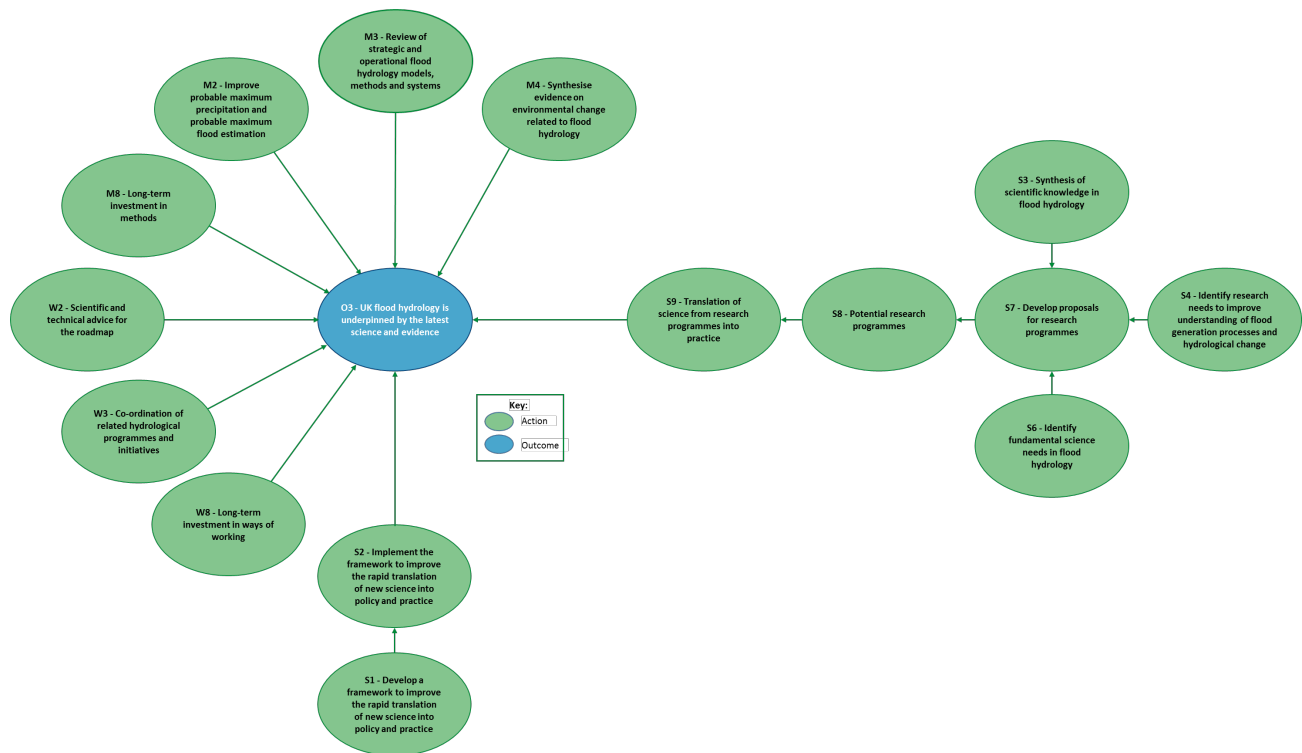 M3 - Review of
strategic and
operational flood
hydrology models,
methods and systems
M2 - Improve
probable maximum
precipitation and
probable maximum
flood estimation
M4 - Synthesise
evidence on
environmental change
related to flood
hydrology
M8 - Long-term
investment in
methods
S3 - Synthesis of
scientific knowledge in
flood hydrology
W2 - Scientific and
technical advice for
the roadmap
O3 - UK flood hydrology is
underpinned by the latest
science and evidence
S9 - Translation of
science from research
programmes into
practice
S8 - Potential research
programmes
S7 - Develop proposals
for research
programmes
S4 - Identify research
needs to improve
understanding of flood
generation processes and
hydrological change
W3 - Co-ordination of
related hydrological
programmes and
initiatives
Key:
Action
Outcome
S6 - Identify
fundamental science
needs in flood
hydrology
W8 - Long-term
investment in ways of
working
S2 - Implement the
framework to improve
the rapid translation
of new science into
policy and practice
S1 - Develop a
framework to improve
the rapid translation
of new science into
policy and practice